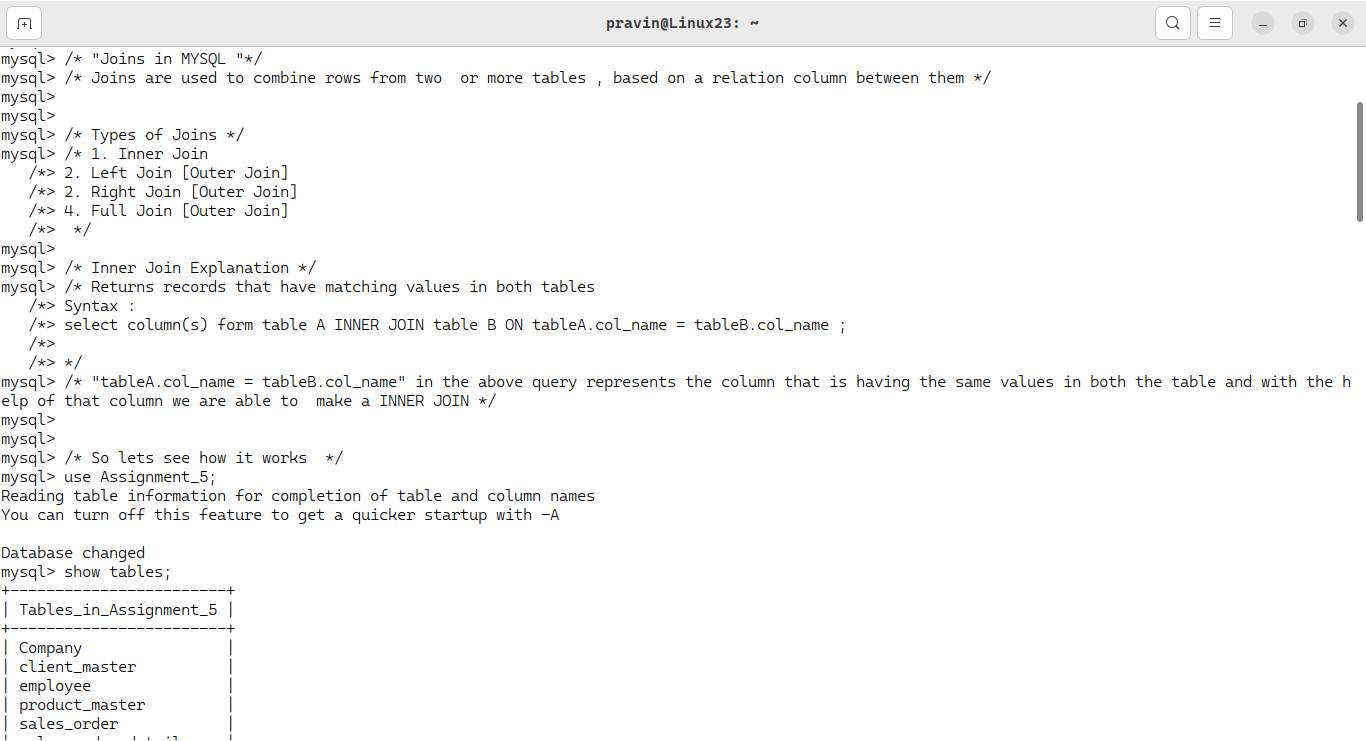 pravin@Linux23: ~
mysql> /* "Joins in MYSQL "*/
mysql> /* Joins are used to combine rows from two  or more tables , based on a relation column between them */
mysql>
mysql>
mysql> /* Types of Joins */
mysql> /* 1. Inner Join
   /*> 2. Left Join [Outer Join]
   /*> 2. Right Join [Outer Join]
   /*> 4. Full Join [Outer Join]
   /*>  */
mysql>
mysql> /* Inner Join Explanation */
mysql> /* Returns records that have matching values in both tables
   /*> Syntax :
   /*> select column(s) form table A INNER JOIN table B ON tableA.col_name = tableB.col_name ;
   /*>
   /*> */
mysql> /* "tableA.col_name = tableB.col_name" in the above query represents the column that is having the same values in both the table and with the h
elp of that column we are able to  make a INNER JOIN */
mysql>
mysql>
mysql> /* So lets see how it works  */
mysql> use Assignment_5;
Reading table information for completion of table and column names
You can turn off this feature to get a quicker startup with -A

Database changed
mysql> show tables;
+------------------------+
| Tables_in_Assignment_5 |
+------------------------+
| Company                |
| client_master          |
| employee               |
| product_master         |
| sales_order            |